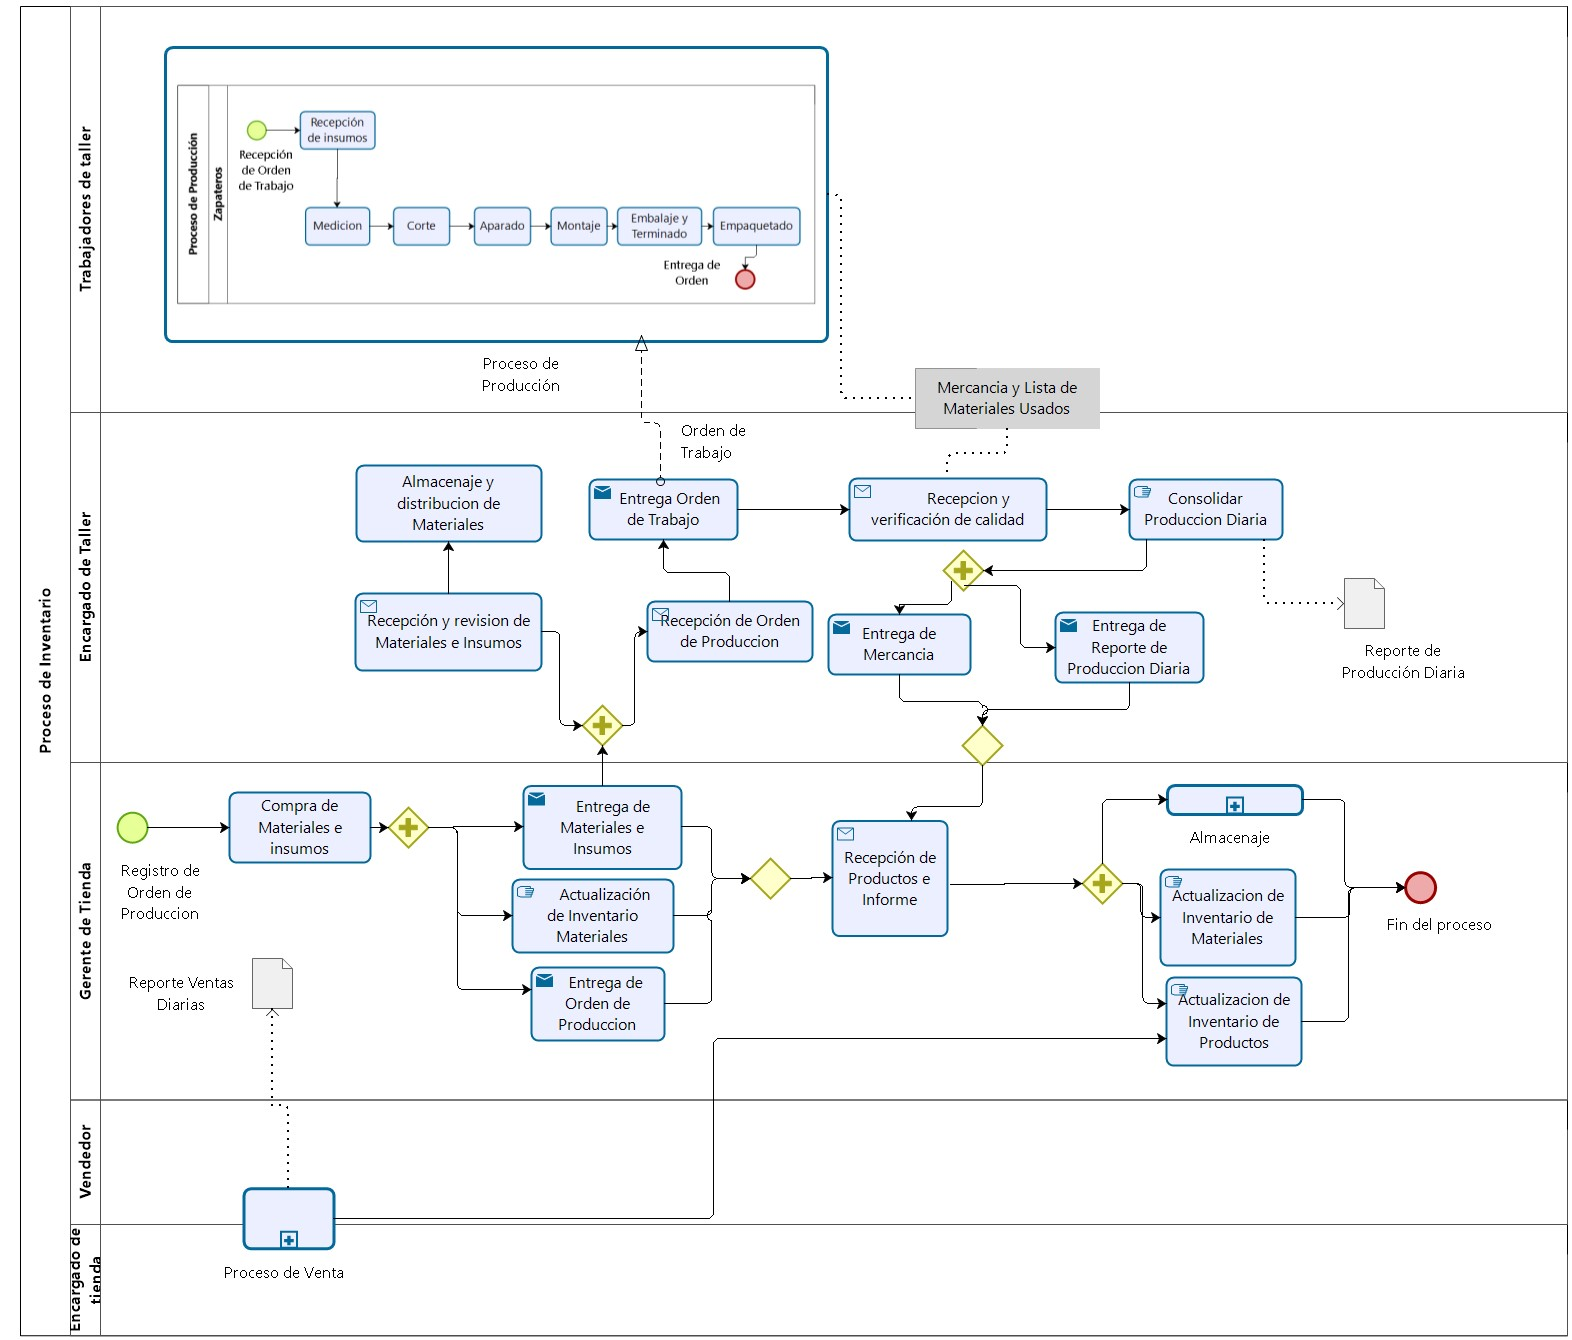 Proceso de Inventario
Trabajadores de taller
Proceso de Producción
Zapateros
Recepción
de Orden
de Trabajo
Recepción
de insumos
Medicion
Corte
Aparado
Montaje
Embalaje y
Terminado
Empaquetado
Entrega de
Orden
Proceso de
Producción
Mercancia y Lista de
Materiales Usados
Encargado de Taller
Orden de
Trabajo
Almacenaje y
distribucion de
Materiales
Entrega Orden
de Trabajo
Recepcion y
verificación de calidad
Consolidar
Produccion Diaria
Recepción y revision de
Materiales e Insumos
Recepción de Orden
de Produccion
Entrega de
Mercancia
Entrega de
Reporte de
Produccion Diaria
Reporte de
Producción Diaria
Gerente de Tienda
Registro de
Orden de
Produccion
Compra de
Materiales e
insumos
Entrega de
Materiales e
Insumos
Actualización
de Inventario
Materiales
Entrega de
Orden de
Produccion
Recepción de
Productos e
Informe
Almacenaje
Actualizacion de
Inventario de
Materiales
Actualizacion de
Inventario de
Productos
Fin del proceso
Reporte Ventas
Diarias
Vendedor
Encargado de
tienda
Proceso de Venta